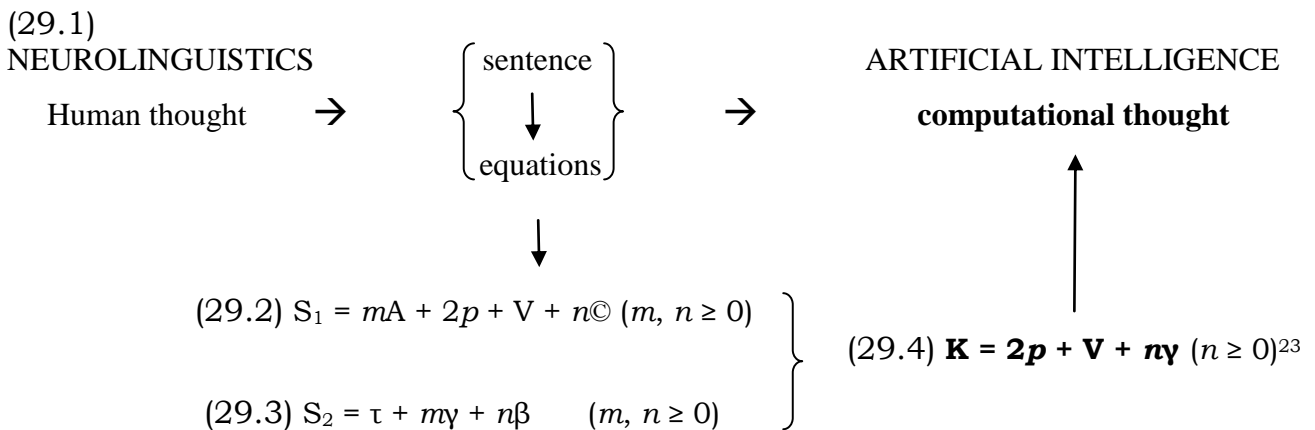 (29.1)
NEUROLINGUISTICS ARTIFICIAL INTELLIGENCE
sentence
Human thought → → computational thought
equations
(29.2) S₁ = mA + 2p + V + n© (m, n ≥ 0)
(29.4) K = 2p + V + nγ (n ≥ 0)²³
(29.3) S₂ = τ + mγ + nβ (m, n ≥ 0)